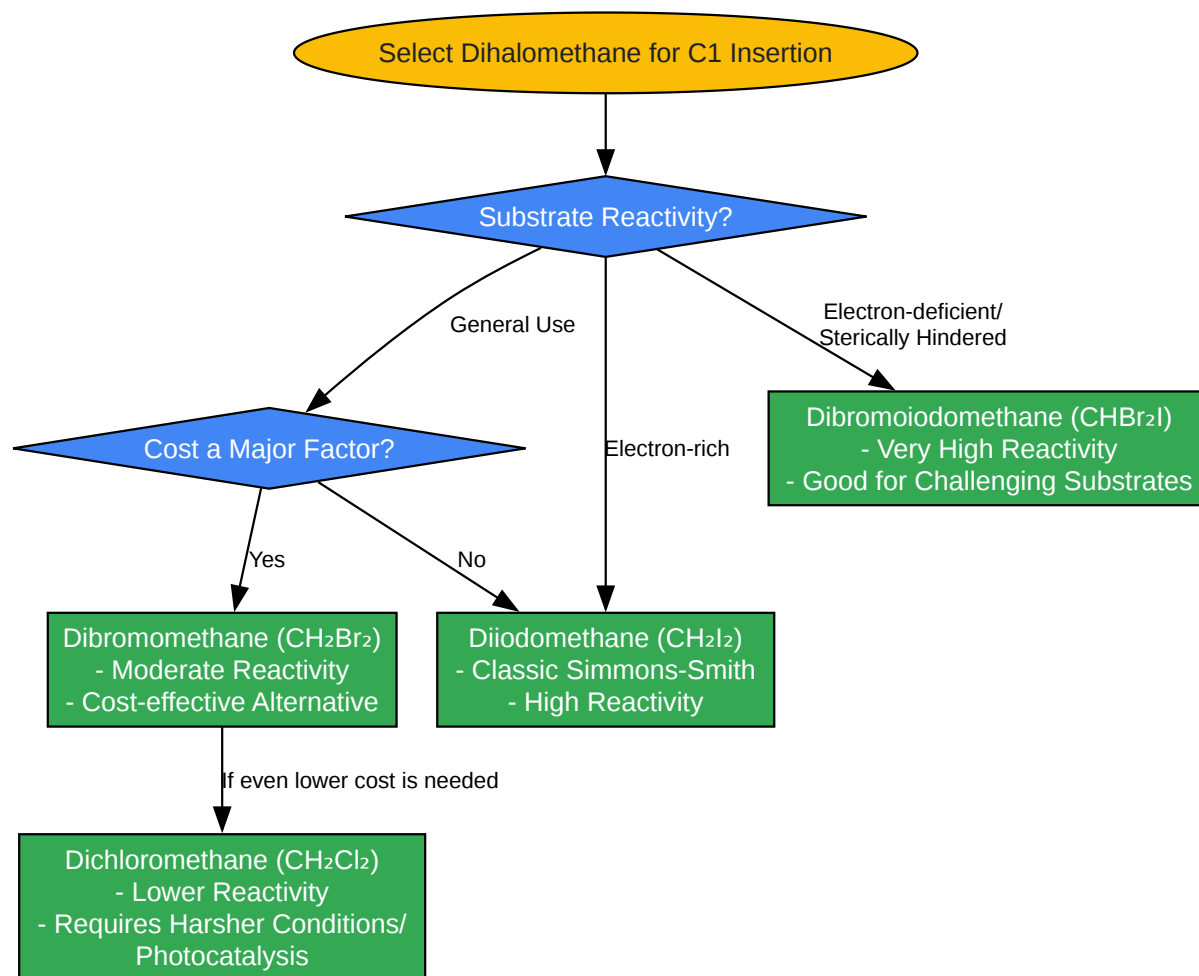 Select Dihalomethane for C1 Insertion
Substrate Reactivity?
General Use
Electron-deficient/
Sterically Hindered
Dibromoiodomethane (CHBr₂I)
- Very High Reactivity
- Good for Challenging Substrates
Cost a Major Factor?
Electron-rich
Yes
No
Dibromomethane (CH₂Br₂)
- Moderate Reactivity
- Cost-effective Alternative
Diiodomethane (CH₂I₂)
- Classic Simmons-Smith
- High Reactivity
If even lower cost is needed
Dichloromethane (CH₂Cl₂)
- Lower Reactivity
- Requires Harsher Conditions/
Photocatalysis